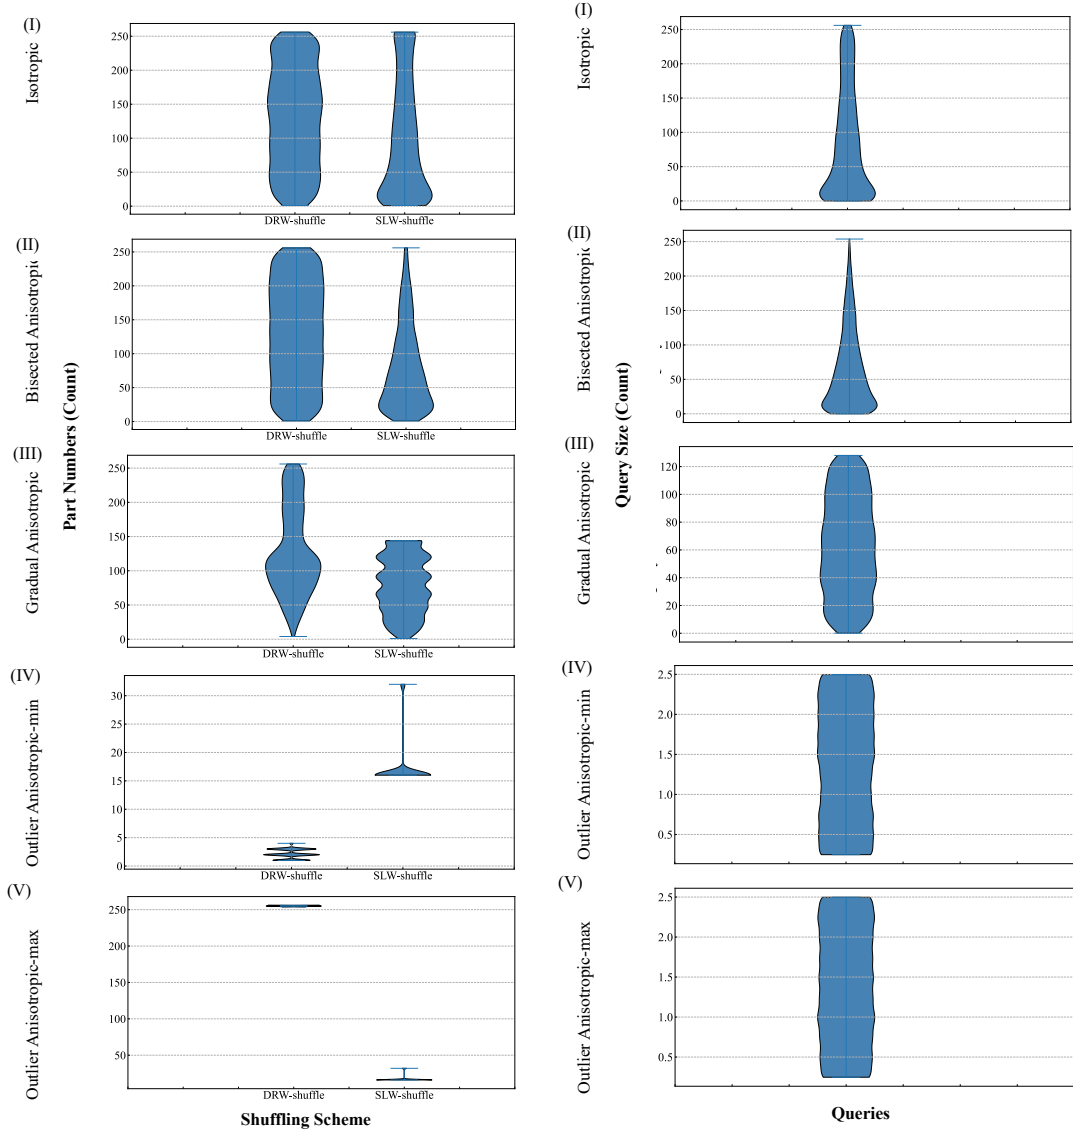 (I)
Isotropic
250
200
150
100
50
0
DRW-shuffle
SLW-shuffle
(II)
Bisected Anisotropic
250
200
150
100
50
0
DRW-shuffle
SLW-shuffle
Part Numbers (Count)
(III)
Gradual Anisotropic
250
200
150
100
50
0
DRW-shuffle
SLW-shuffle
(IV)
Outlier Anisotropic-min
30
25
20
15
10
5
0
DRW-shuffle
SLW-shuffle
(V)
Outlier Anisotropic-max
250
200
150
100
50
DRW-shuffle
SLW-shuffle
Shuffling Scheme
(I)
Isotropic
250
200
150
100
50
0
(II)
Bisected Anisotropic
250
200
150
100
50
0
Query Size (Count)
(III)
Gradual Anisotropic
120
100
80
60
40
20
0
(IV)
Outlier Anisotropic-min
2.5
2.0
1.5
1.0
0.5
(V)
Outlier Anisotropic-max
2.5
2.0
1.5
1.0
0.5
Queries